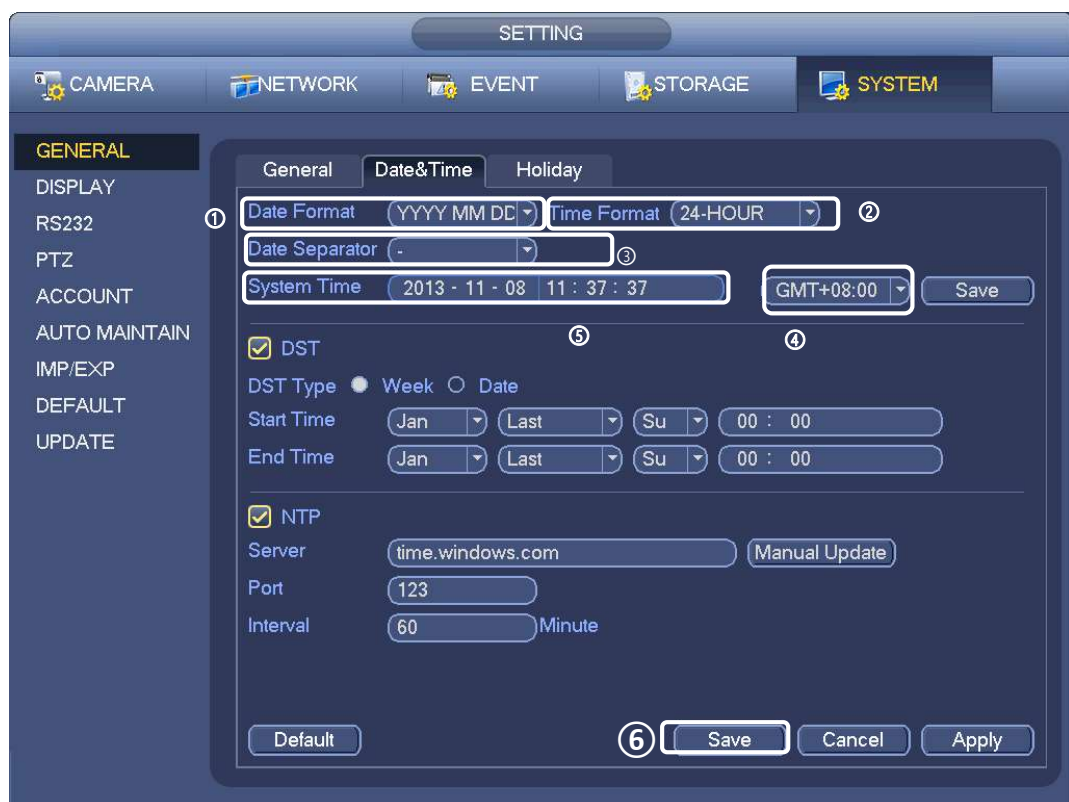 SETTING
CAMERA NETWORK EVENT STORAGE SYSTEM
GENERAL
DISPLAY
RS232
PTZ
ACCOUNT
AUTO MAINTAIN
IMP/EXP
DEFAULT
UPDATE
General Date&Time Holiday
① Date Format YYYY MM DD Time Format 24-HOUR ②
Date Separator - ③
System Time 2013 - 11 - 08 11 : 37 : 37 GMT+08:00 Save
⑤ ④
DST
DST Type Week Date
Start Time Jan Last Su 00 : 00
End Time Jan Last Su 00 : 00
NTP
Server time.windows.com Manual Update
Port 123
Interval 60 Minute
Default ⑥ Save Cancel Apply